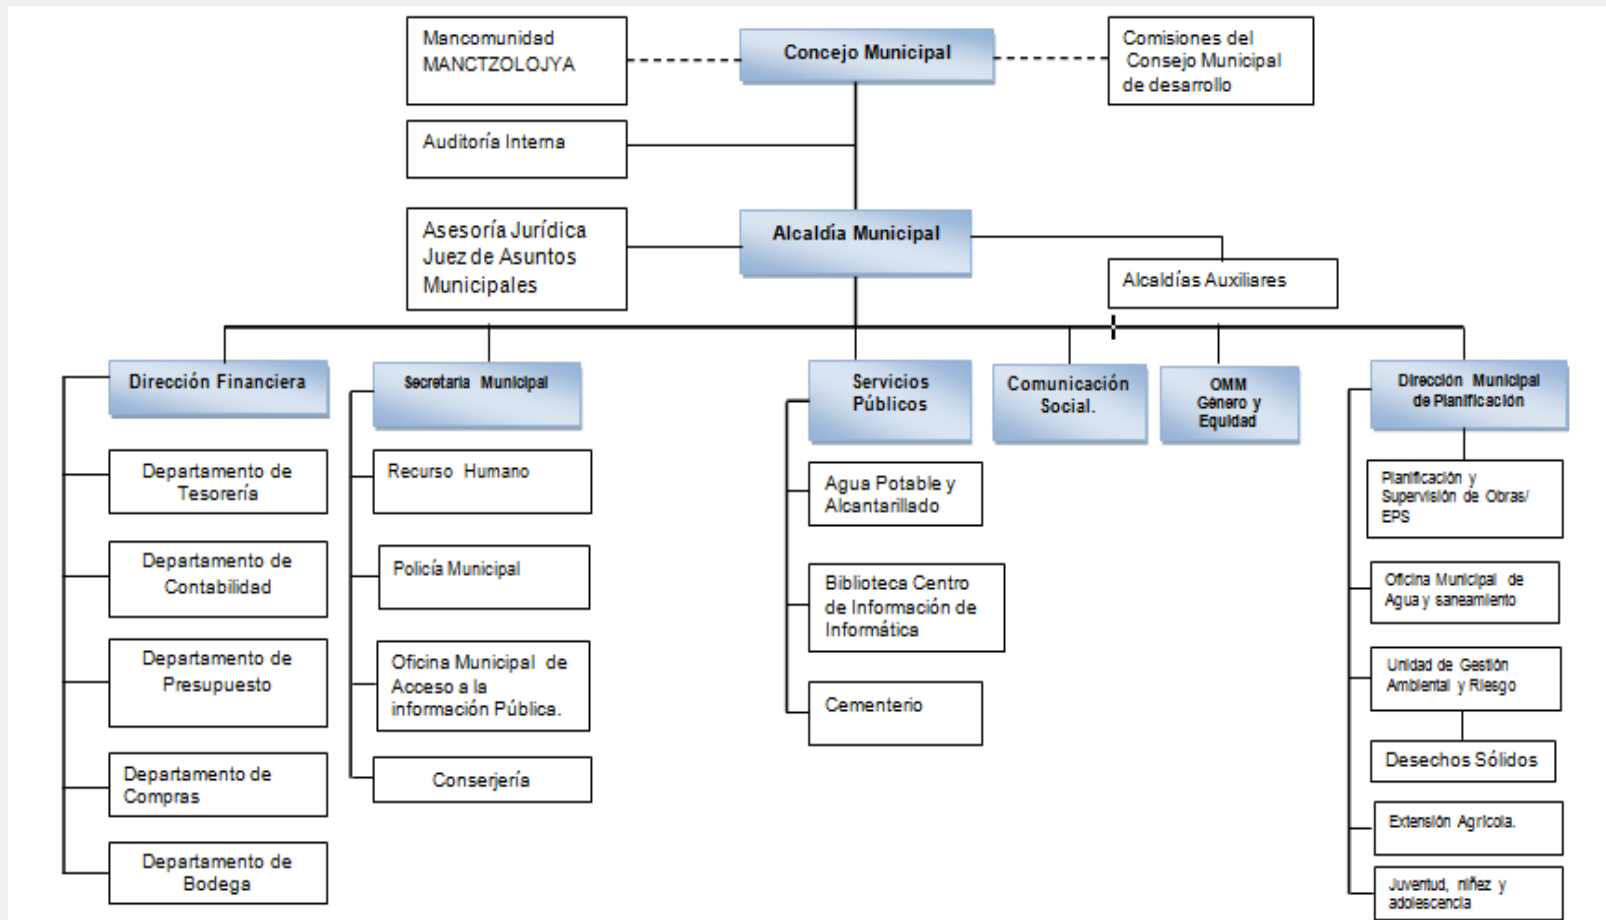 Mancomunidad
MANCTZOLOJYA
Concejo Municipal
Comisiones del
Consejo Municipal
de desarrollo
Auditoría Interna
Asesoría Jurídica
Juez de Asuntos
Municipales
Alcaldía Municipal
Alcaldías Auxiliares
Dirección Financiera
Departamento de
Tesorería
Departamento de
Contabilidad
Departamento de
Presupuesto
Departamento de
Compras
Departamento de
Bodega
Secretaria Municipal
Recurso Humano
Policía Municipal
Oficina Municipal de
Acceso a la
información Pública.
Conserjería
Servicios
Públicos
Agua Potable y
Alcantarillado
Biblioteca Centro
de Información de
Informática
Cementerio
Comunicación
Social.
OMM
Género y
Equidad
Dirección Municipal
de Planificación
Planificación y
Supervisión de Obras/
EPS
Oficina Municipal de
Agua y saneamiento
Unidad de Gestión
Ambiental y Riesgo
Desechos Sólidos
Extensión Agrícola.
Juventud, niñez y
adolescencia